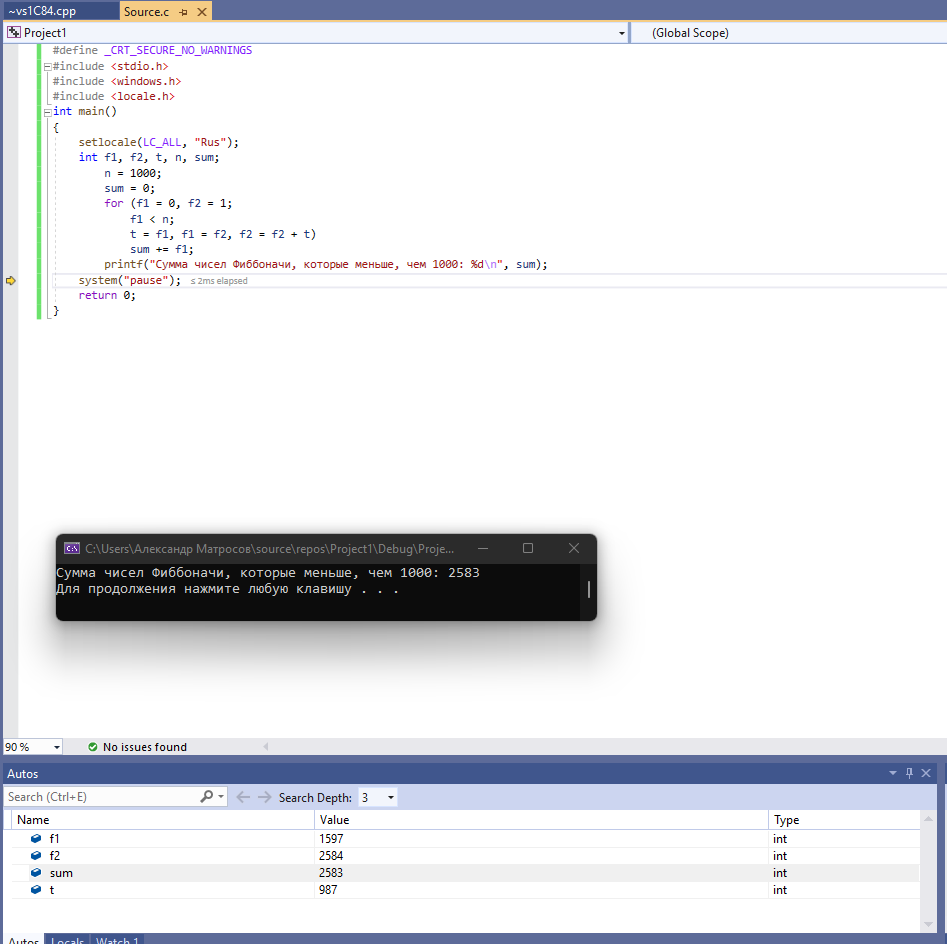 ~vs1C84.cpp Source.c
Project1 (Global Scope)
#define _CRT_SECURE_NO_WARNINGS
#include <stdio.h>
#include <windows.h>
#include <locale.h>
int main()
{
setlocale(LC_ALL, "Rus");
int f1, f2, t, n, sum;
n = 1000;
sum = 0;
for (f1 = 0, f2 = 1;
f1 < n;
t = f1, f1 = f2, f2 = f2 + t)
sum += f1;
printf("Сумма чисел Фиббоначи, которые меньше, чем 1000: %d\n", sum);
system("pause"); ≤ 2ms elapsed
return 0;
}
C:\Users\Александр Матросов\source\repos\Project1\Debug\Proje...
Сумма чисел Фиббоначи, которые меньше, чем 1000: 2583
Для продолжения нажмите любую клавишу . . .
90 % No issues found
Autos
Search (Ctrl+E) Search Depth: 3
Name Value Type
f1 1597 int
f2 2584 int
sum 2583 int
t 987 int
Autos Locals Watch 1